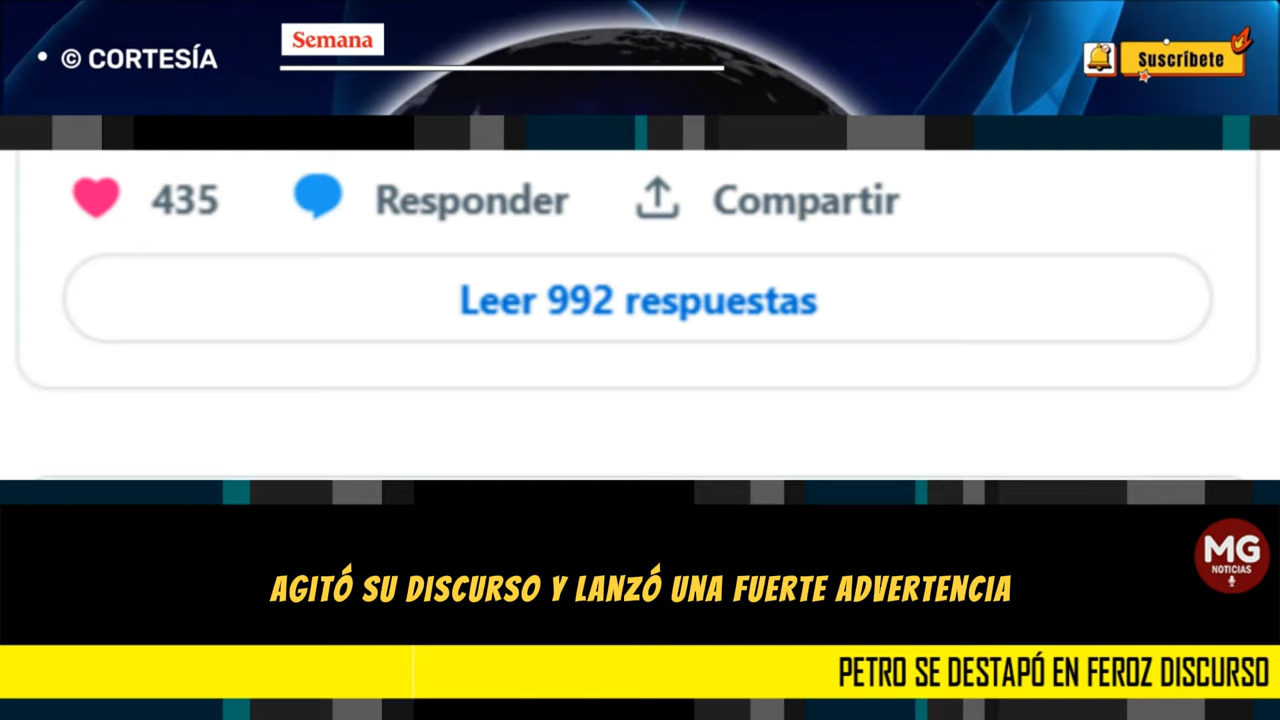 • © CORTESÍA
Semana
Suscríbete
435 Responder Compartir
Leer 992 respuestas
AGITÓ SU DISCURSO Y LANZÓ UNA FUERTE ADVERTENCIA
MG
NOTICIAS
PETRO SE DESTAPÓ EN FEROZ DISCURSO